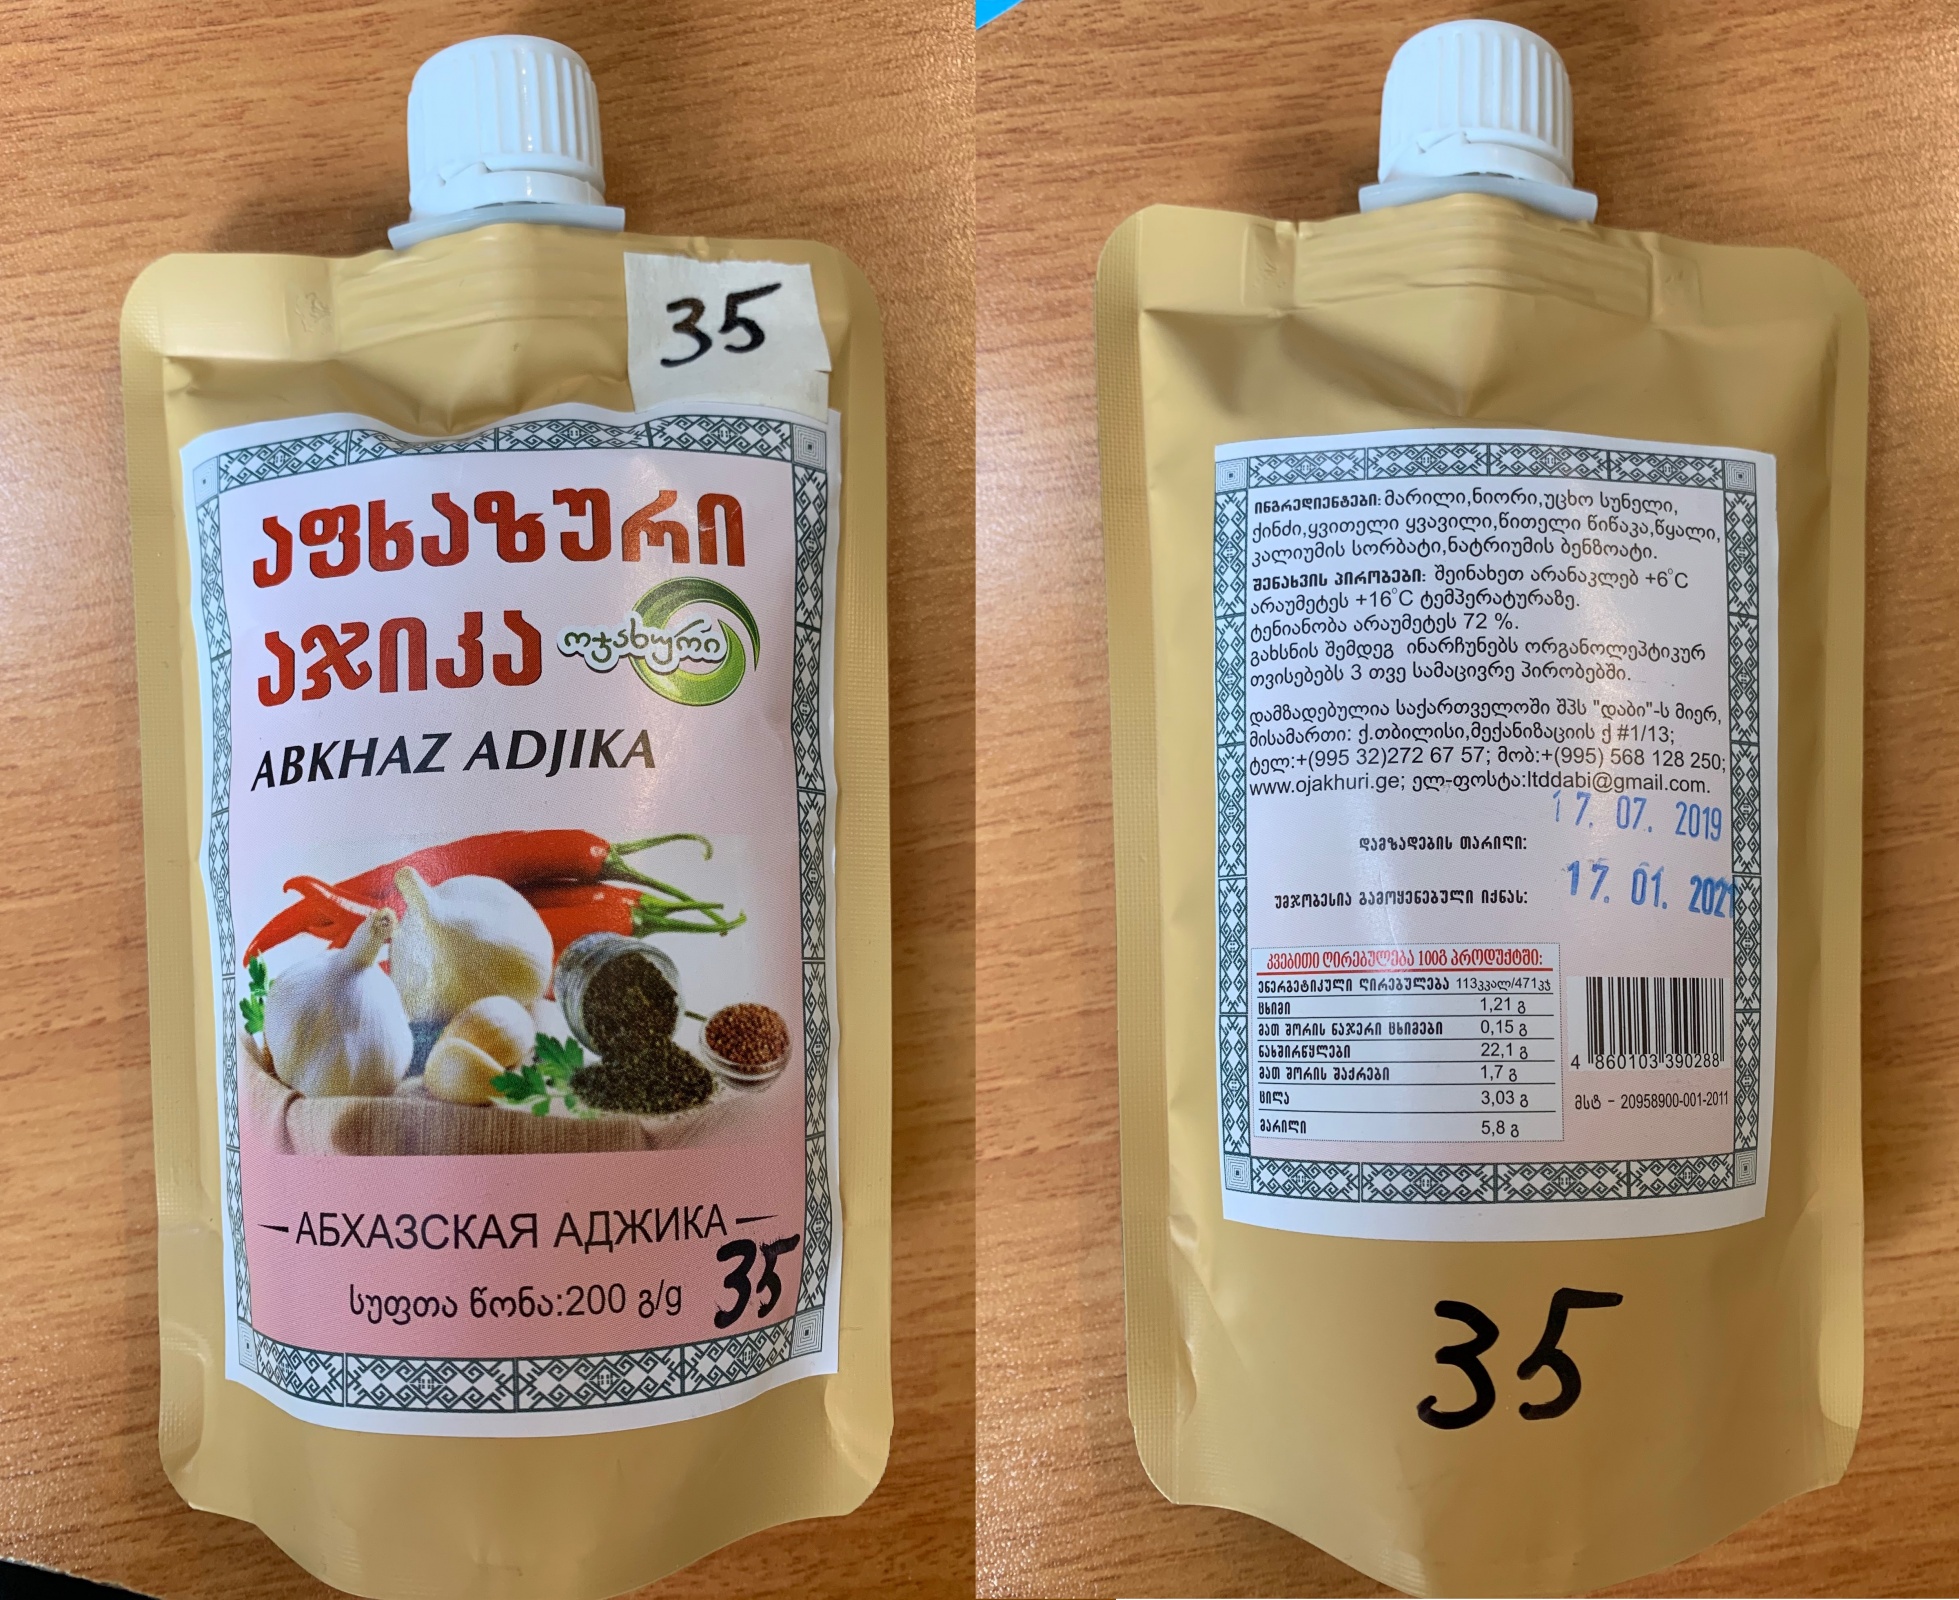 35
აფხაზური
აჯიკა
ოჯახური
ABKHAZ ADJIKA
АБХАЗСКАЯ АДЖИКА
სუფთა წონა:200 გ/g
35
ინგრედიენტები: მარილი,ნიორი,უცხო სუნელი,
ქინძი,ყვითელი ყვავილი,წითელი წიწაკა,წყალი,
კალიუმის სორბატი,ნატრიუმის ბენზოატი.
შენახვის პირობები: შეინახეთ არანაკლებ +6°C
არაუმეტეს +16°C ტემპერატურაზე.
ტენიანობა არაუმეტეს 72 %.
გახსნის შემდეგ ინარჩუნებს ორგანოლეპტიკურ
თვისებებს 3 თვე სამაცივრე პირობებში.
დამზადებულია საქართველოში შპს "დაბი"-ს მიერ,
მისამართი: ქ.თბილისი,მექანიზაციის ქ #1/13;
ტელ:+(995 32)272 67 57; მობ:+(995) 568 128 250;
www.ojakhuri.ge; ელ-ფოსტა:ltddabi@gmail.com.
17. 07. 2019
დამზადების თარიღი:
17. 01. 2021
უმჯობესია გამოყენებული იქნას:
კვებითი ღირებულება 100გ პროდუქტში:
ენერგეტიკული ღირებულება 113კკალ/471კჯ
ცხიმი 1,21 გ
მათ შორის ნაჯერი ცხიმები 0,15 გ
ნახშირწყლები 22,1 გ
მათ შორის შაქრები 1,7 გ
ცილა 3,03 გ
მარილი 5,8 გ
4 860103 390288
მსტ - 20958900-001-2011
35